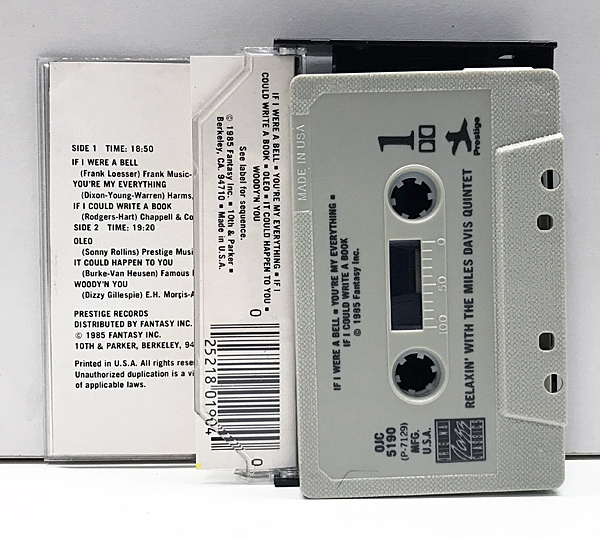 SIDE 1 TIME: 18:50
IF I WERE A BELL
(Frank Loesser) Frank Music
YOU'RE MY EVERYTHING
(Dixon-Young-Warren) Harms,
IF I COULD WRITE A BOOK
(Rodgers-Hart) Chappell & Co
SIDE 2 TIME: 19:20
OLEO
(Sonny Rollins) Prestige Musi
IT COULD HAPPEN TO YOU
(Burke-Van Heusen) Famous
WOODY'N YOU
(Dizzy Gillespie) E.H.
PRESTIGE RECORDS
DISTRIBUTED BY FANTASY INC.
© 1985 FANTASY INC.
10TH & PARKER, BERKELEY, 94
Printed in U.S.A. All rights reser
Unauthorized duplication is a vi
of applicable laws.
IF I WERE A BELL ■ YOU'RE MY EVERYTHING ■ IF I
COULD WRITE A BOOK ■ OLEO ■ IT COULD HAPPEN TO YOU ■
WOODY'N YOU
See label for sequence.
© 1985 Fantasy Inc. ■ 10th & Parker ■
Berkeley, CA. 94710 ■ Made in U.S.A.
0
25218 01904
0
MADE IN USA
1
Prestige
RELAXIN' WITH THE MILES DAVIS QUINTET
IF I WERE A BELL ■ YOU'RE MY EVERYTHING ■
IF I COULD WRITE A BOOK
© 1985 Fantasy Inc.
100 50 0
OJC
5190
(P-7129)
MFG.
U.S.A.
ORIGINAL
JAZZ
CLASSICS